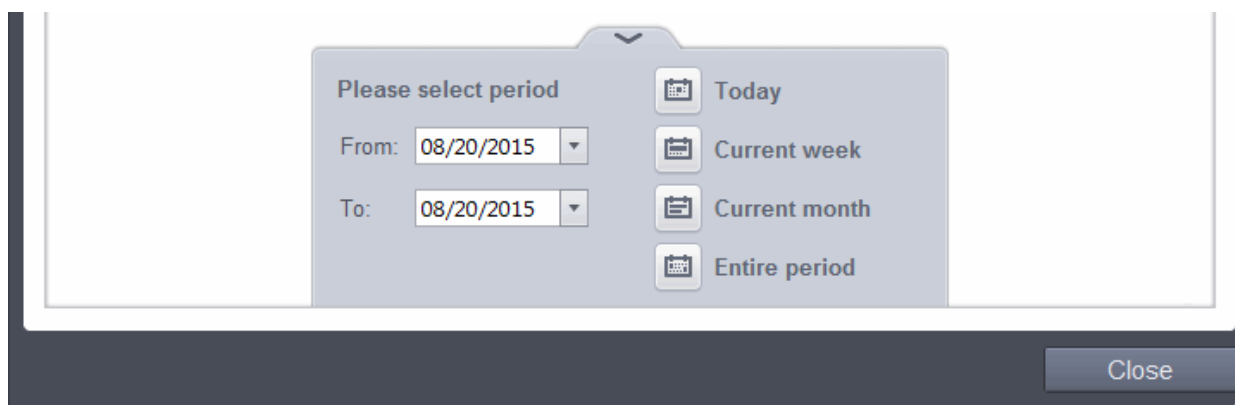 Please select period
From: 08/20/2015
To: 08/20/2015
Today
Current week
Current month
Entire period
Close